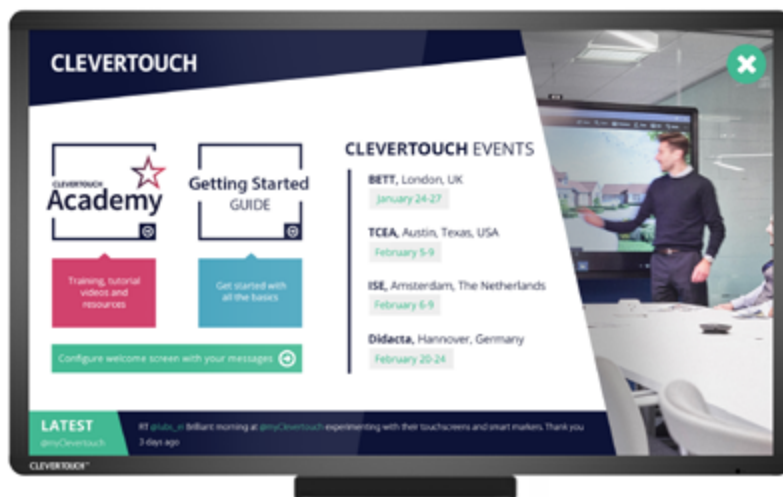 CLEVERTOUCH
CLEVERTOUCH
Academy
Getting Started
GUIDE
Training, tutorial
videos and
resources
Get started with
all the basics
Configure welcome screen with your messages
CLEVERTOUCH EVENTS
BETT, London, UK
January 24-27
TCEA, Austin, Texas, USA
February 5-9
ISE, Amsterdam, The Netherlands
February 6-9
Didacta, Hannover, Germany
February 20-24
LATEST
@myClevertouch
RT @lubs_ei Brilliant morning at @myClevertouch experimenting with their touchscreens and smart markers. Thank you
3 days ago
CLEVERTOUCH™